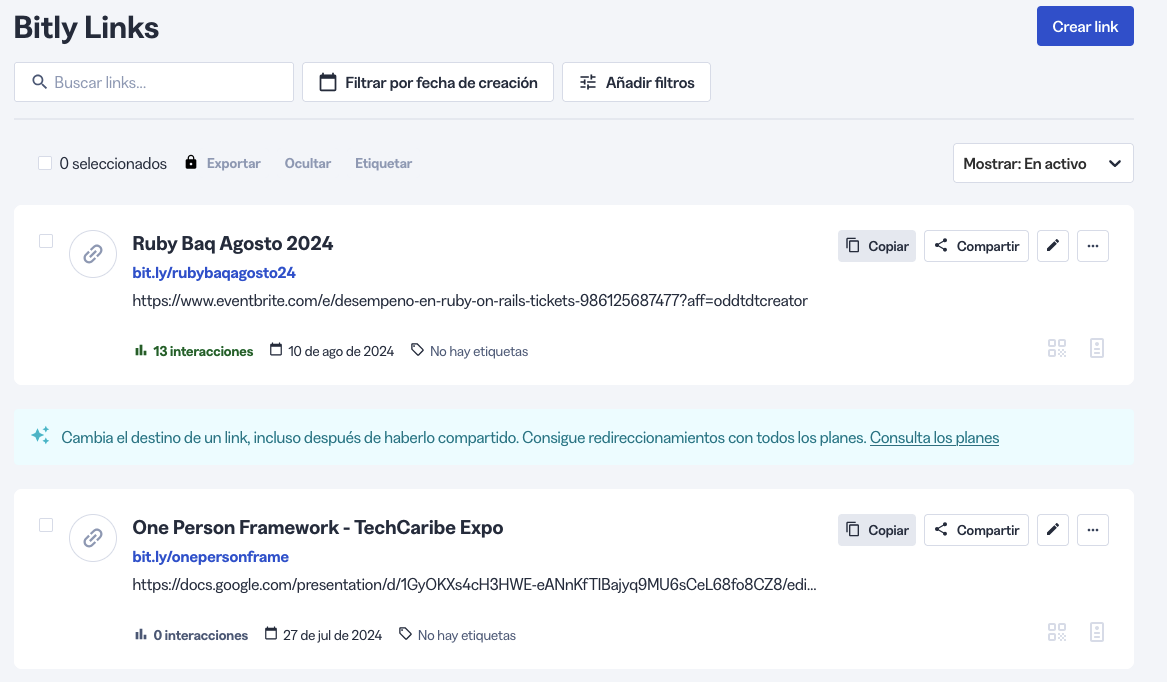 Bitly Links
Crear link
Buscar links...
Filtrar por fecha de creación
Añadir filtros
0 seleccionados
Exportar
Ocultar
Etiquetar
Mostrar: En activo
Ruby Baq Agosto 2024
Copiar
Compartir
bit.ly/rubybaqagosto24
https://www.eventbrite.com/e/desempeno-en-ruby-on-rails-tickets-986125687477?aff=oddtdtcreator
13 interacciones
10 de ago de 2024
No hay etiquetas
Cambia el destino de un link, incluso después de haberlo compartido. Consigue redireccionamientos con todos los planes. Consulta los planes
One Person Framework - TechCaribe Expo
Copiar
Compartir
bit.ly/onepersonframe
https://docs.google.com/presentation/d/1GyOKXs4cH3HWE-eANnKfTlBajyq9MU6sCeL68fo8CZ8/edi...
0 interacciones
27 de jul de 2024
No hay etiquetas